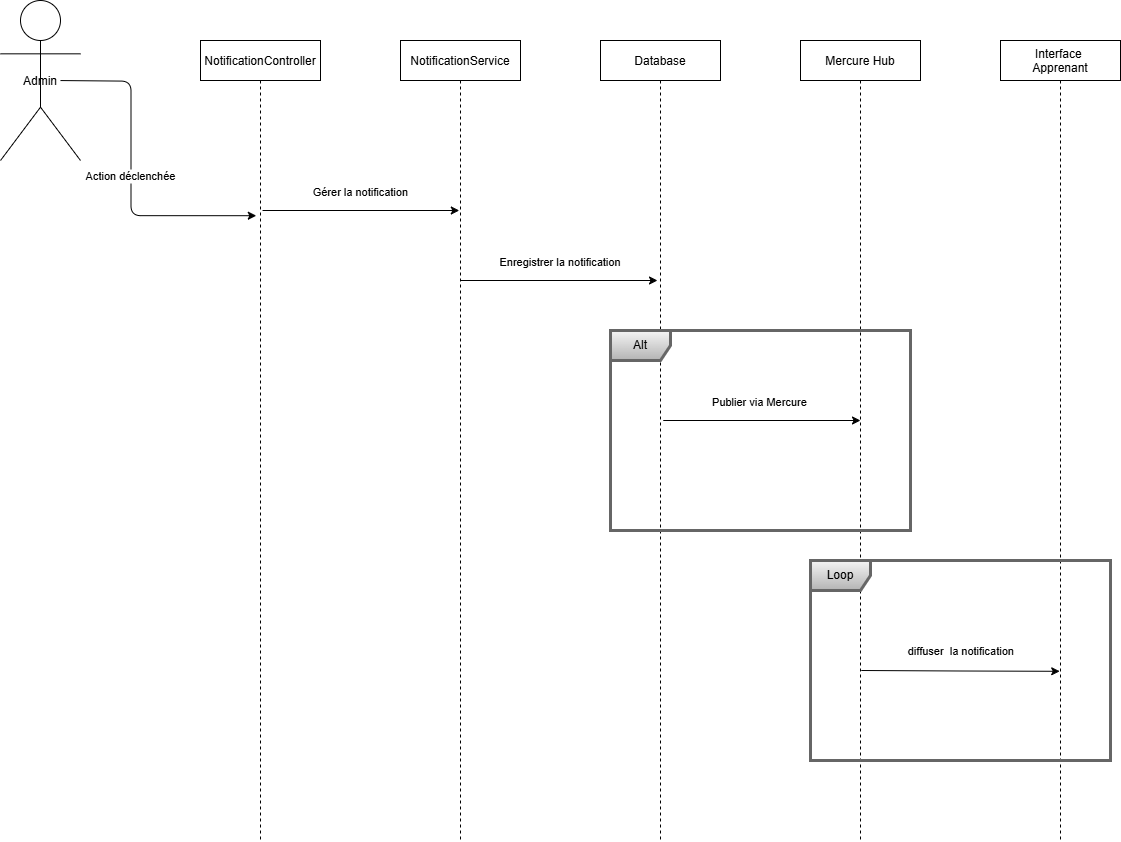 NotificationController
NotificationService
Database
Mercure Hub
Interface
Apprenant
Admin
Action déclenchée
Gérer la notification
Enregistrer la notification
Alt
Publier via Mercure
Loop
diffuser  la notification